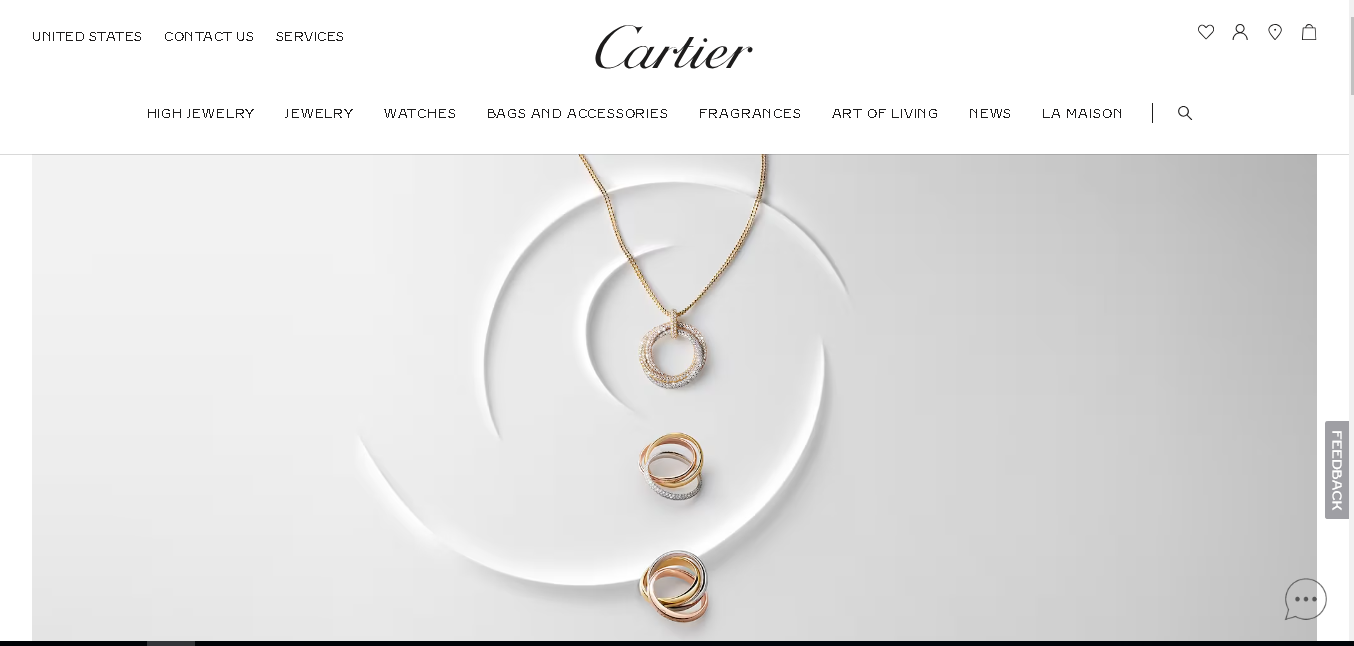 UNITED STATES CONTACT US SERVICES
Cartier
HIGH JEWELRY JEWELRY WATCHES BAGS AND ACCESSORIES FRAGRANCES ART OF LIVING NEWS LA MAISON
FEEDBACK